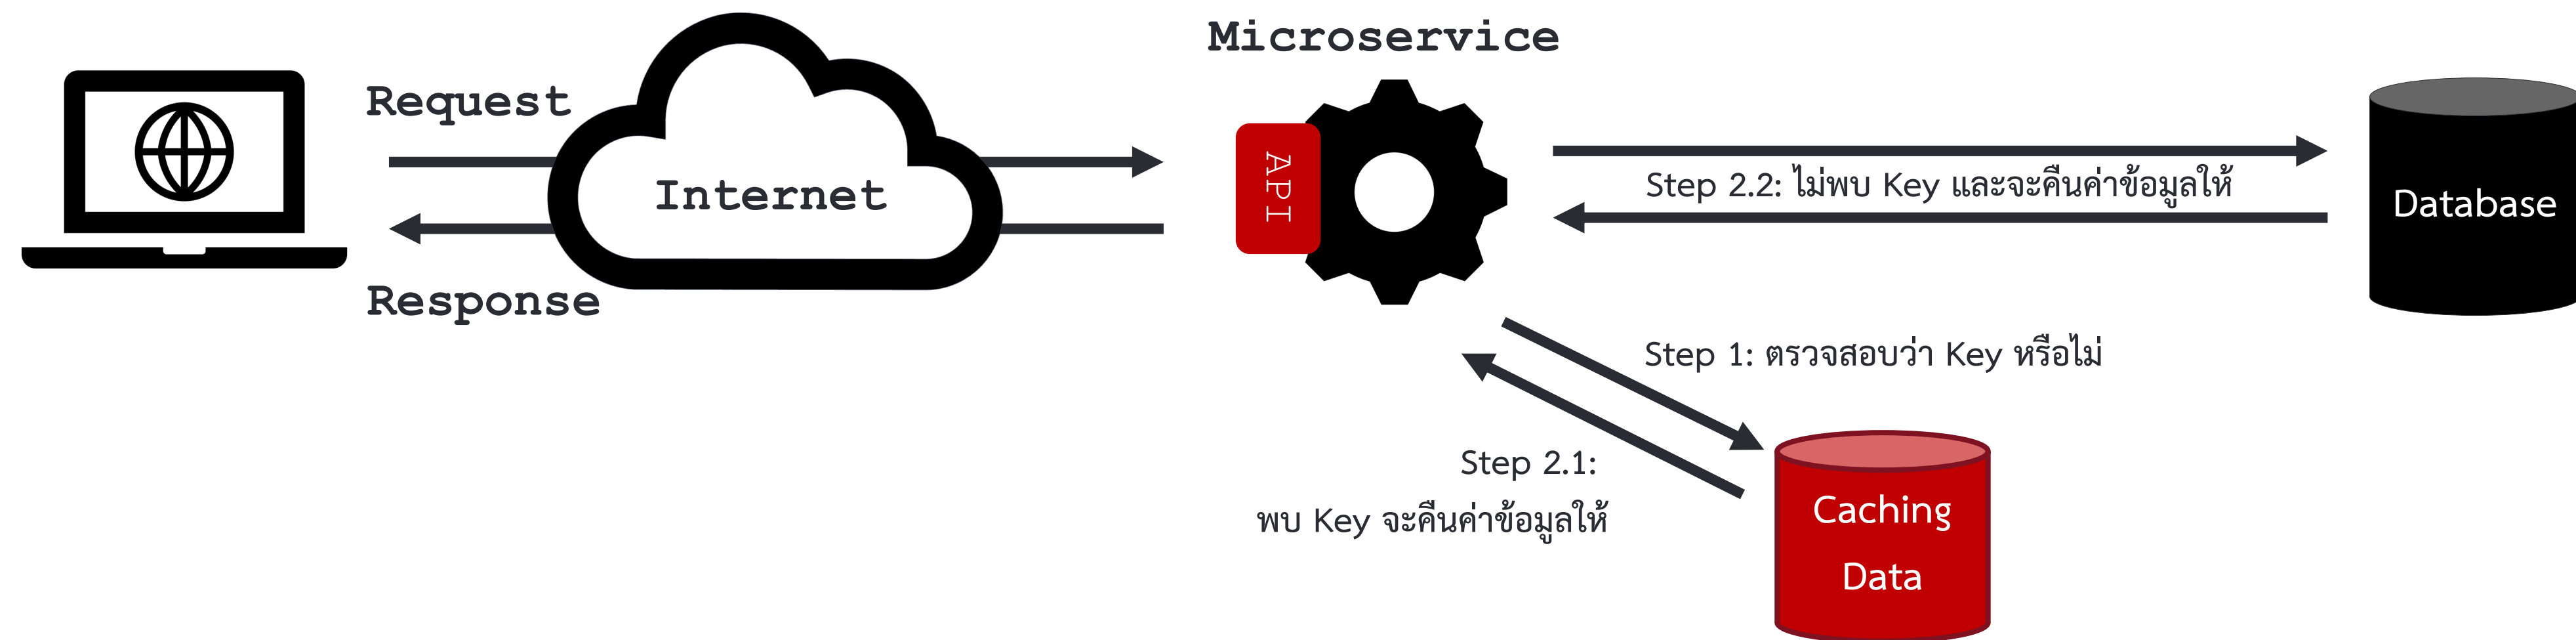 Microservice
Request
Internet
Response
API
Step 2.2: ไม่พบ Key และจะคืนค่าข้อมูลให้
Database
Step 1: ตรวจสอบว่า Key หรือไม่
Step 2.1:
พบ Key จะคืนค่าข้อมูลให้
Caching
Data